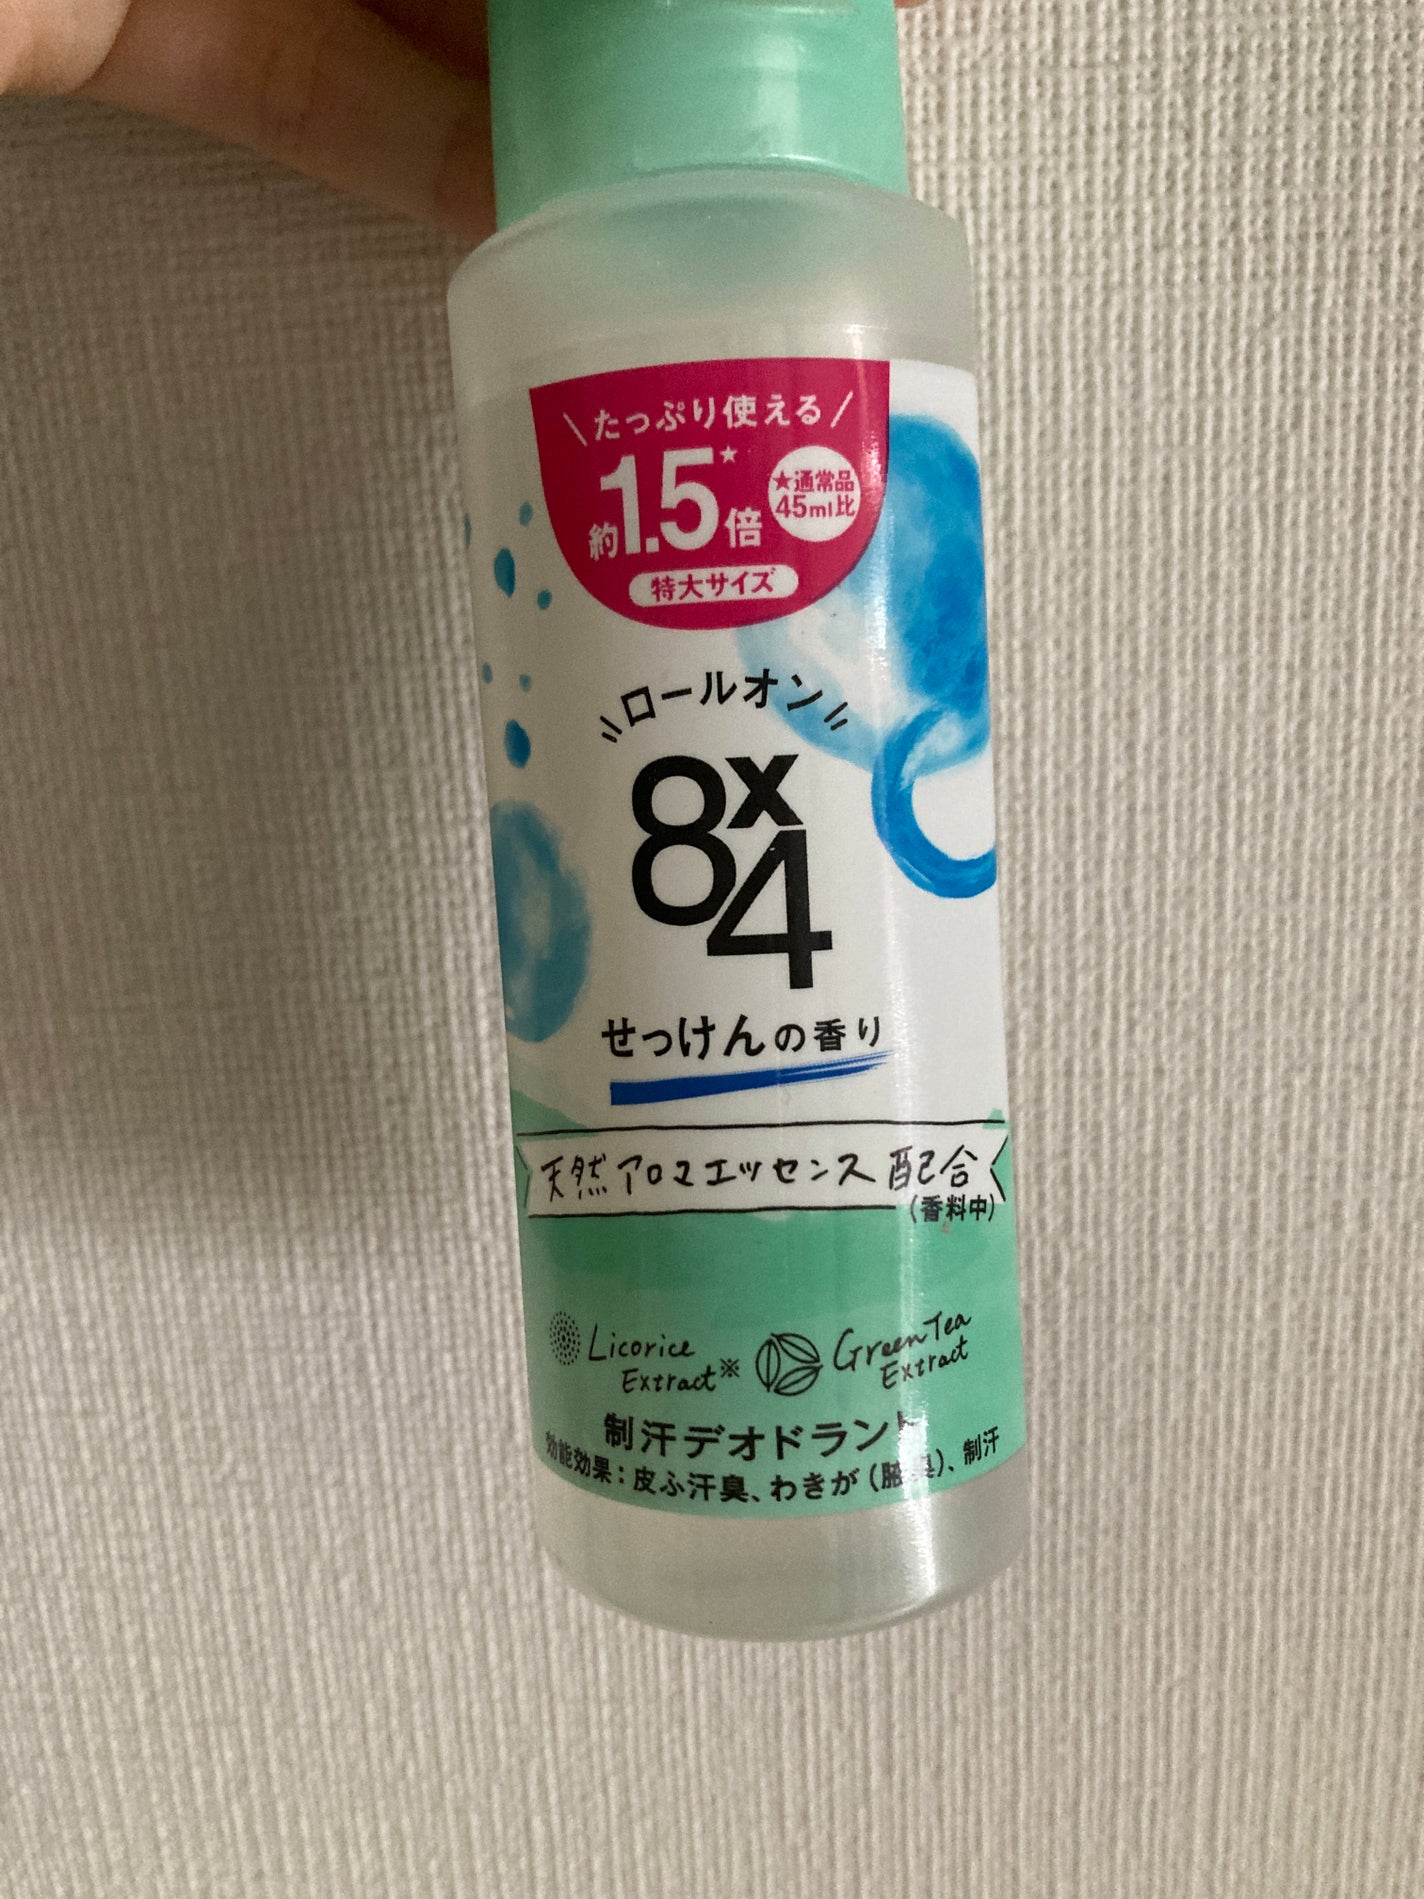 たっぷり使える
約1.5★倍
★通常品
45ml比
特大サイズ
ロールオン
8x4
せっけんの香り
天然アロマエッセンス配合
(香料中)
Licorice
Extract※
GreenTea
Extract
制汗デオドラント
効能効果：皮ふ汗臭、わきが（腋臭）、制汗